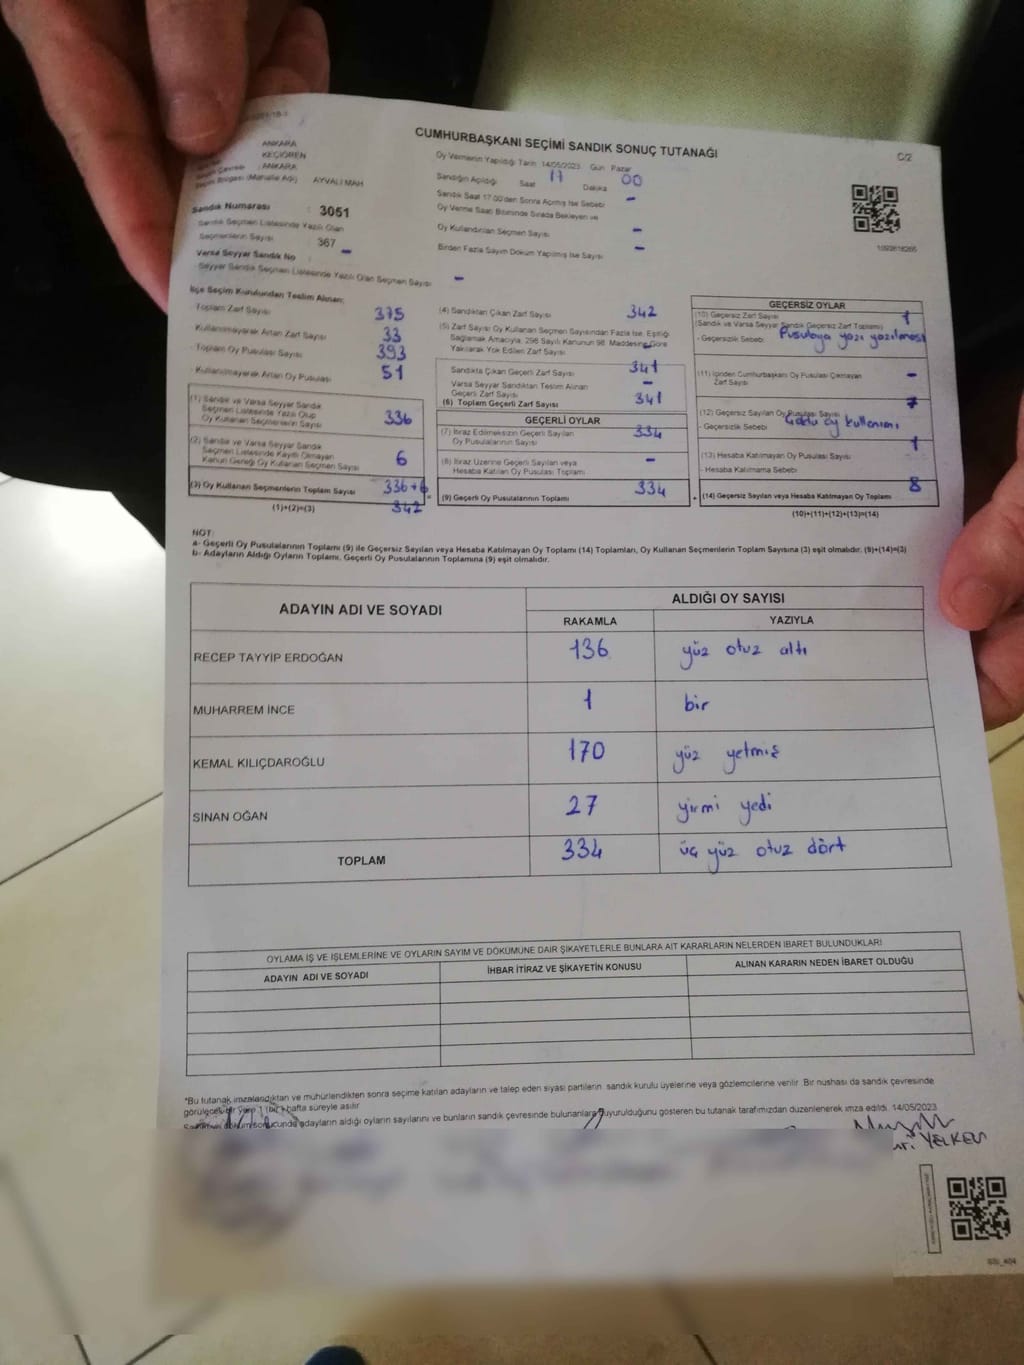 CUMHURBAŞKANI SEÇİMİ SANDIK SONUÇ TUTANAĞI
C/2
ANKARA
KEÇİÖREN
ANKARA
(Mahalle Adı) AYVALI MAH
Sandık Numarası : 3051
Sandık Seçmen Listesinde Yazılı Olan
Seçmenlerin Sayısı : 367
Varsa Seyyar Sandık No : -
Seyyar Sandık Seçmen Listesinde Yazılı Olan Seçmen Sayısı -
Oy Vermenin Yapıldığı Tarih 14/05/2023 Gün Pazar
Sandığın Açıldığı Saat 17 Dakika 00
Sandık Saat 17.00'den Sonra Açılmış İse Sebebi -
Oy Verme Saati Bitiminde Sırada Bekleyen ve
Oy Kullandırılan Seçmen Sayısı -
Birden Fazla Sayım Döküm Yapılmış İse Sayısı -
İlçe Seçim Kurulundan Teslim Alınan;
- Toplam Zarf Sayısı 375
- Kullanılmayarak Artan Zarf Sayısı 33
- Toplam Oy Pusulası Sayısı 393
- Kullanılmayarak Artan Oy Pusulası 51
(1) Sandık ve Varsa Seyyar Sandık
Seçmen Listesinde Yazılı Olup
Oy Kullanan Seçmenlerin Sayısı 336
(2) Sandık ve Varsa Seyyar Sandık
Seçmen Listesinde Kayıtlı Olmayan
Kanun Gereği Oy Kullanan Seçmen Sayısı 6
(3) Oy Kullanan Seçmenlerin Toplam Sayısı 336+6
(1)+(2)=(3) 342
(4) Sandıktan Çıkan Zarf Sayısı 342
(5) Zarf Sayısı Oy Kullanan Seçmen Sayısından Fazla İse, Eşitliği
Sağlamak Amacıyla, 298 Sayılı Kanunun 98. Maddesine Göre
Yakılarak Yok Edilen Zarf Sayısı -
Sandıkta Çıkan Geçerli Zarf Sayısı 341
Varsa Seyyar Sandıktan Teslim Alınan
Geçerli Zarf Sayısı -
(6) Toplam Geçerli Zarf Sayısı 341
GEÇERLİ OYLAR
(7) İtiraz Edilmeksizin Geçerli Sayılan
Oy Pusulalarının Sayısı 334
(8) İtiraz Üzerine Geçerli Sayılan veya
Hesaba Katılan Oy Pusulası Toplamı -
(9) Geçerli Oy Pusulalarının Toplamı 334
GEÇERSİZ OYLAR
(10) Geçersiz Zarf Sayısı 1
(Sandık ve Varsa Seyyar Sandık Geçersiz Zarf Toplamı)
- Geçersizlik Sebebi Pusulaya yazı yazılması
(11) İçinden Cumhurbaşkanı Oy Pusulası Çıkmayan
Zarf Sayısı -
(12) Geçersiz Sayılan Oy Pusulası Sayısı 7
- Geçersizlik Sebebi oy kullanımı
(13) Hesaba Katılmayan Oy Pusulası Sayısı 1
- Hesaba Katılmama Sebebi
(14) Geçersiz Sayılan veya Hesaba Katılmayan Oy Toplamı 8
(10)+(11)+(12)+(13)=(14)
NOT:
a- Geçerli Oy Pusulalarının Toplamı (9) ile Geçersiz Sayılan veya Hesaba Katılmayan Oy Toplamı (14) Toplamları, Oy Kullanan Seçmenlerin Toplam Sayısına (3) eşit olmalıdır. (9)+(14)=(3)
b- Adayların Aldığı Oyların Toplamı, Geçerli Oy Pusulalarının Toplamına (9) eşit olmalıdır.
ADAYIN ADI VE SOYADI
ALDIĞI OY SAYISI
RAKAMLA YAZIYLA
RECEP TAYYİP ERDOĞAN 136 yüz otuz altı
MUHARREM İNCE 1 bir
KEMAL KILIÇDAROĞLU 170 yüz yetmiş
SİNAN OĞAN 27 yirmi yedi
TOPLAM 334 üç yüz otuz dört
OYLAMA İŞ VE İŞLEMLERİNE VE OYLARIN SAYIM VE DÖKÜMÜNE DAİR ŞİKAYETLERLE BUNLARA AİT KARARLARIN NELERDEN İBARET BULUNDUKLARI
ADAYIN ADI VE SOYADI İHBAR İTİRAZ VE ŞİKAYETİN KONUSU ALINAN KARARIN NEDEN İBARET OLDUĞU
*Bu tutanak imzalandıktan ve mühürlendikten sonra seçime katılan adayların ve talep eden siyasi partilerin sandık kurulu üyelerine veya gözlemcilerine verilir. Bir nüshası da sandık çevresinde
görülecek bir yere 1 (bir) hafta süreyle asılır
döküm sonucunda adayların aldığı oyların sayılarını ve bunların sandık çevresinde bulunanlara duyurulduğunu gösteren bu tutanak tarafımızdan düzenlenerek imza edildi. 14/05/2023
YELKEN